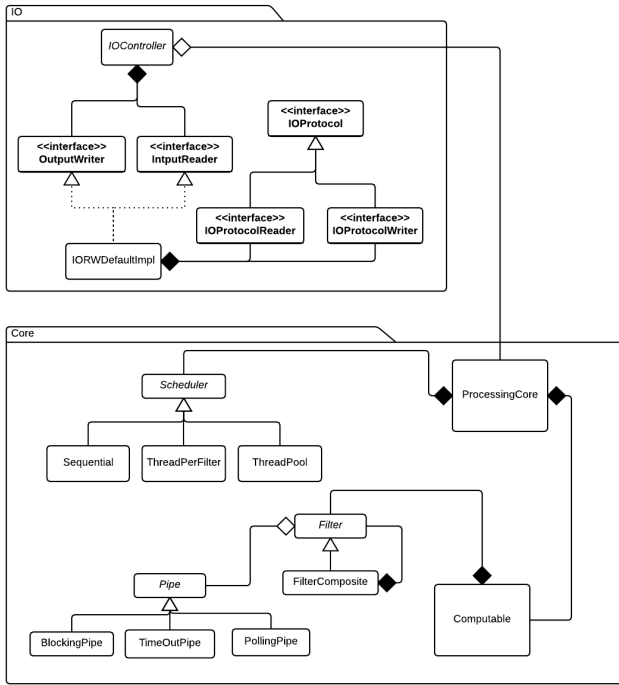 IO
IOController
<<interface>>
OutputWriter
<<interface>>
IntputReader
<<interface>>
IOProtocol
<<interface>>
IOProtocolReader
<<interface>>
IOProtocolWriter
IORWDefaultImpl
Core
Scheduler
ProcessingCore
Sequential
ThreadPerFilter
ThreadPool
Filter
FilterComposite
Pipe
Computable
BlockingPipe
TimeOutPipe
PollingPipe